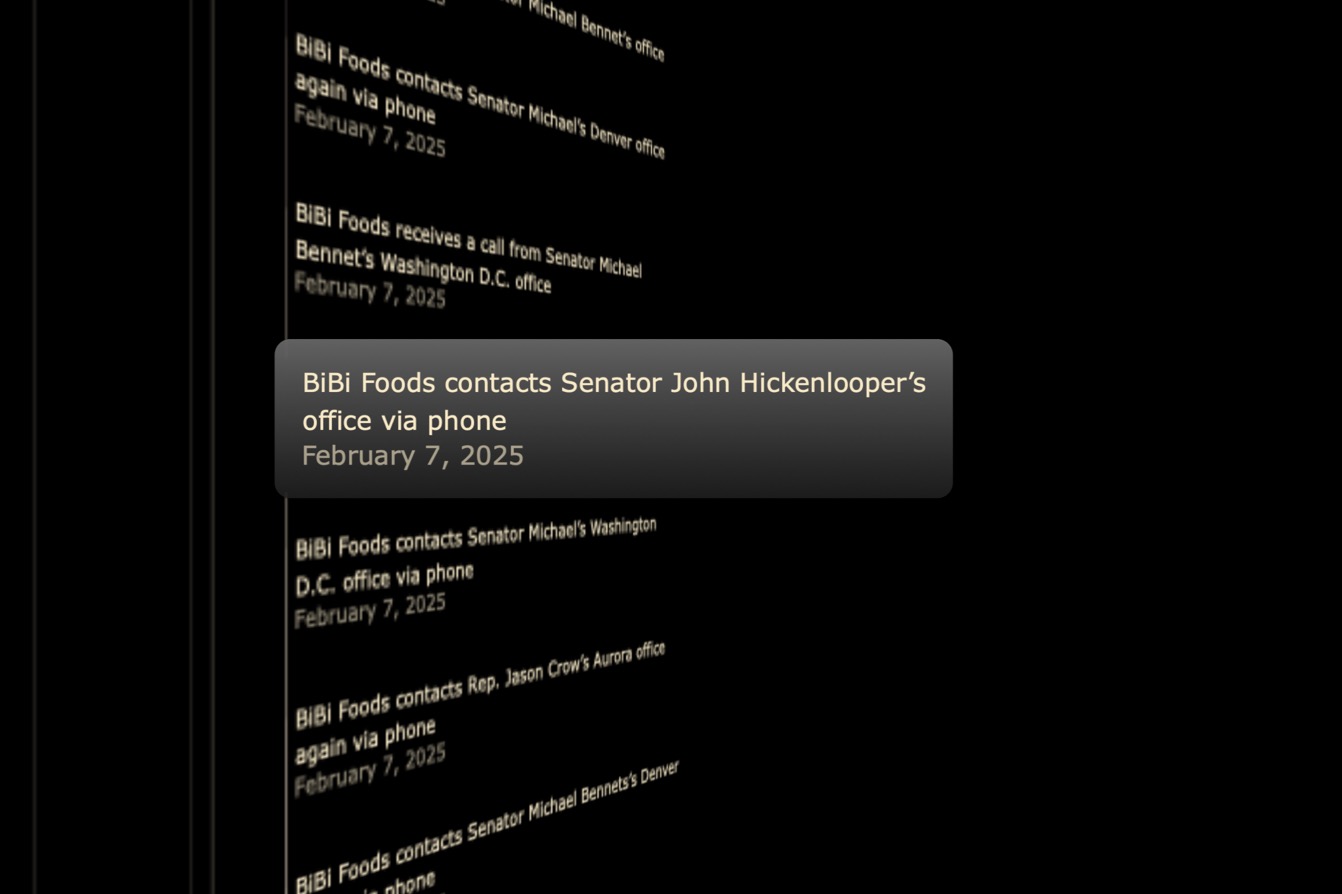 Michael Bennet’s office
BiBi Foods contacts Senator Michael’s Denver office
again via phone
February 7, 2025
BiBi Foods receives a call from Senator Michael
Bennet’s Washington D.C. office
February 7, 2025
BiBi Foods contacts Senator John Hickenlooper’s
office via phone
February 7, 2025
BiBi Foods contacts Senator Michael’s Washington
D.C. office via phone
February 7, 2025
BiBi Foods contacts Rep. Jason Crow’s Aurora office
again via phone
February 7, 2025
BiBi Foods contacts Senator Michael Bennets’s Denver
phone